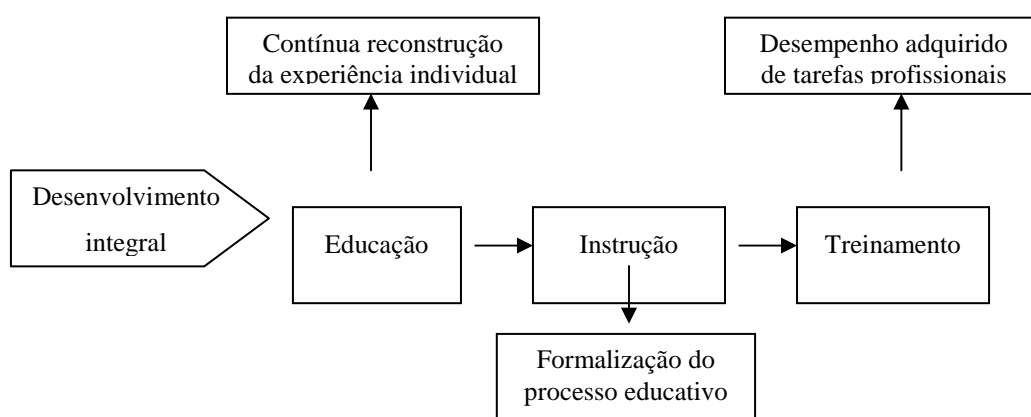 Contínua reconstrução
da experiência individual
Desempenho adquirido
de tarefas profissionais
Desenvolvimento
integral
Educação
Instrução
Treinamento
Formalização do
processo educativo